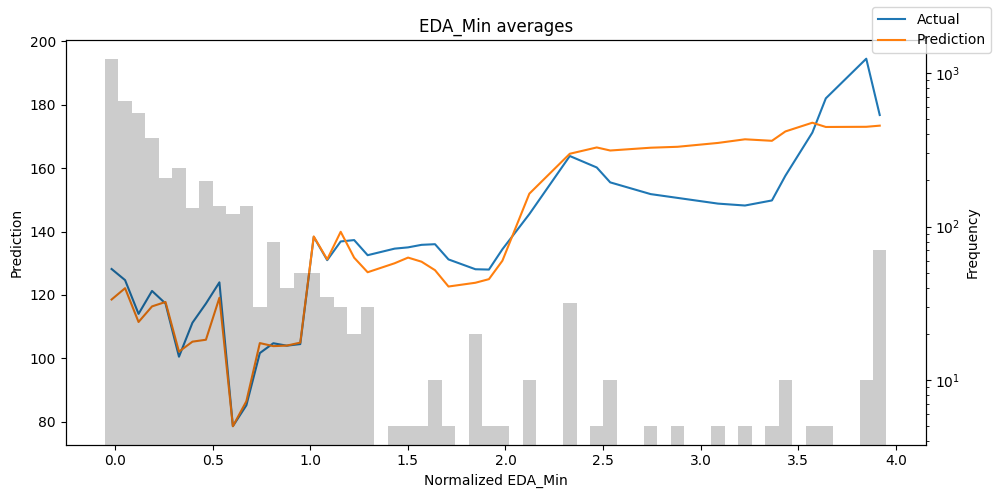 EDA_Min averages
Actual
Prediction
200
180
160
140
120
100
80
Prediction
10³
10²
10¹
Frequency
0.0 0.5 1.0 1.5 2.0 2.5 3.0 3.5 4.0
Normalized EDA_Min